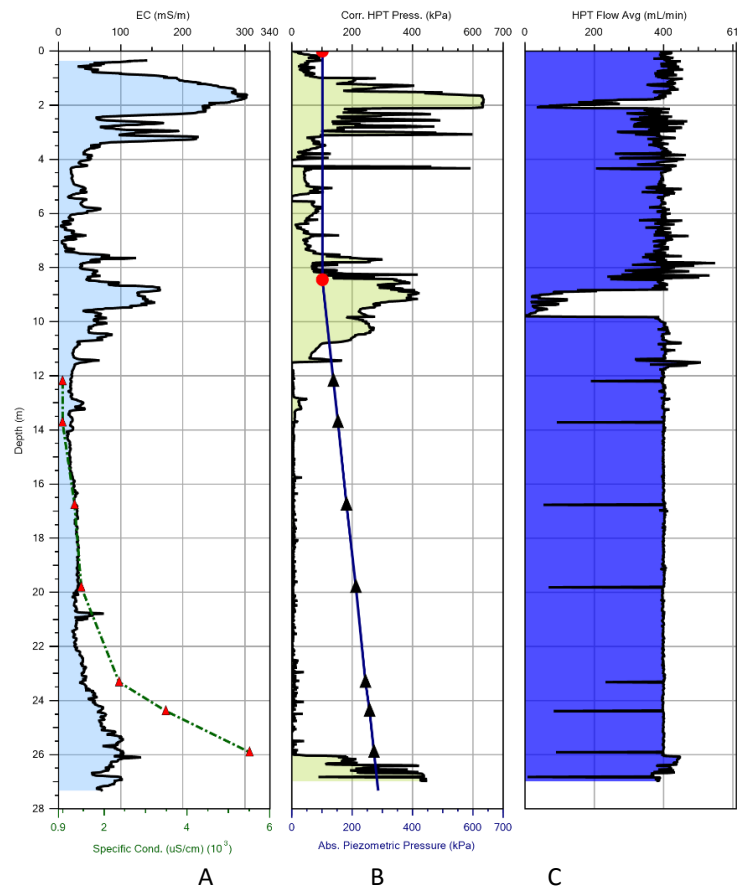 EC (mS/m)
0 100 200 300 340
Corr. HPT Press. (kPa)
0 200 400 600 700
HPT Flow Avg (mL/min)
0 200 400 61
0
2
4
6
8
10
12
14
16
18
20
22
24
26
28
Depth (m)
0.9 2 4 6
Specific Cond. (uS/cm) (10³)
0 200 400 600 700
Abs. Piezometric Pressure (kPa)
A B C